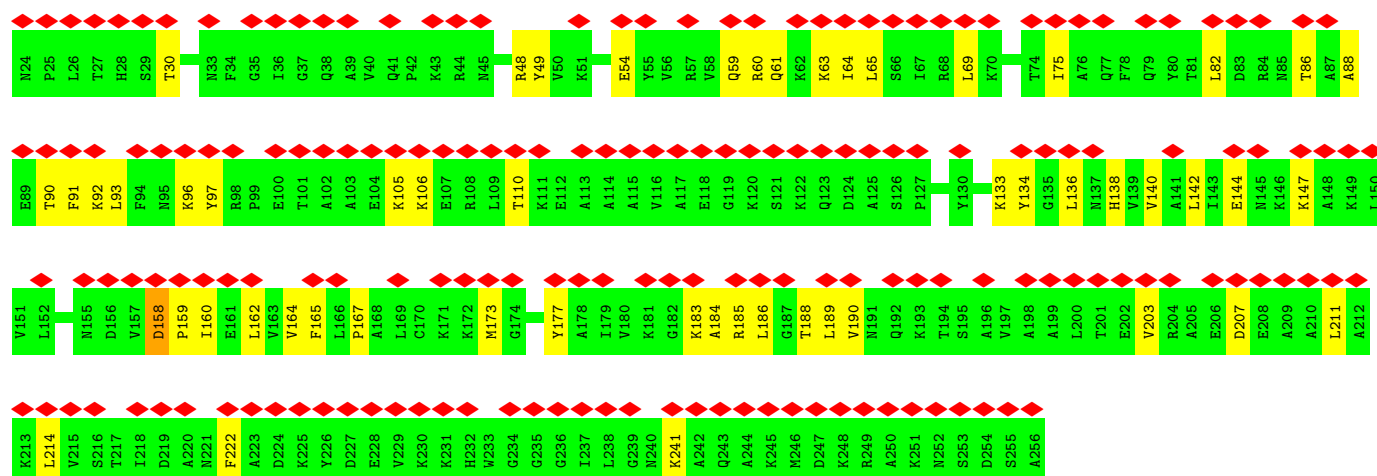 N24 P25 L26 T27 H28 S29 T30 N33 F34 G35 I36 G37 Q38 A39 V40 Q41 P42 K43 R44 N45 R48 Y49 V50 K51 E54 Y55 V56 R57 V58 Q59 R60 Q61 K62 K63 I64 L65 S66 I67 R68 L69 K70 T74 I75 A76 Q77 F78 Q79 Y80 T81 L82 D83 R84 N85 T86 A87 A88
E89 T90 F91 K92 L93 F94 N95 K96 Y97 R98 P99 E100 T101 A102 A103 E104 K105 K106 E107 R108 L109 T110 K111 E112 A113 A114 A115 V116 A117 E118 G119 K120 S121 K122 Q123 D124 A125 S126 P127 Y130 K133 Y134 G135 L136 N137 H138 V139 V140 A141 L142 I143 E144 N145 K146 K147 A148 K149 L150
V151 L152 N155 D156 V157 D158 P159 I160 E161 L162 V163 V164 F165 L166 P167 A168 L169 C170 K171 K172 M173 G174 Y177 A178 I179 V180 K181 G182 K183 A184 R185 L186 G187 T188 L189 V190 N191 Q192 K193 T194 S195 A196 V197 A198 A199 L200 T201 E202 V203 R204 A205 E206 D207 E208 A209 A210 L211 A212
K213 L214 V215 S216 T217 I218 D219 A220 N221 F222 A223 D224 K225 Y226 D227 E228 V229 K230 K231 H232 W233 G234 G235 G236 I237 L238 G239 N240 K241 A242 Q243 A244 K245 M246 D247 K248 R249 A250 K251 N252 S253 D254 S255 A256